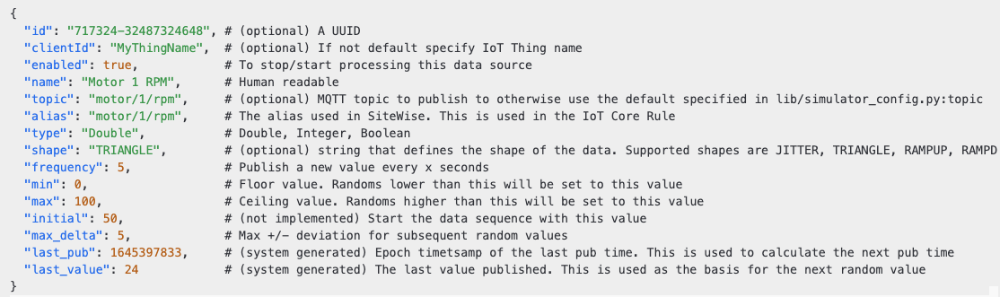 {
  "id": "717324-32487324648", # (optional) A UUID
  "clientId": "MyThingName",  # (optional) If not default specify IoT Thing name
  "enabled": true,            # To stop/start processing this data source
  "name": "Motor 1 RPM",      # Human readable
  "topic": "motor/1/rpm",     # (optional) MQTT topic to publish to otherwise use the default specified in lib/simulator_config.py:topic
  "alias": "motor/1/rpm",     # The alias used in SiteWise. This is used in the IoT Core Rule
  "type": "Double",           # Double, Integer, Boolean
  "shape": "TRIANGLE",        # (optional) string that defines the shape of the data. Supported shapes are JITTER, TRIANGLE, RAMPUP, RAMPD
  "frequency": 5,             # Publish a new value every x seconds
  "min": 0,                   # Floor value. Randoms lower than this will be set to this value
  "max": 100,                 # Ceiling value. Randoms higher than this will be set to this value
  "initial": 50,              # (not implemented) Start the data sequence with this value
  "max_delta": 5,             # Max +/- deviation for subsequent random values
  "last_pub": 1645397833,     # (system generated) Epoch timetsamp of the last pub time. This is used to calculate the next pub time
  "last_value": 24            # (system generated) The last value published. This is used as the basis for the next random value
}